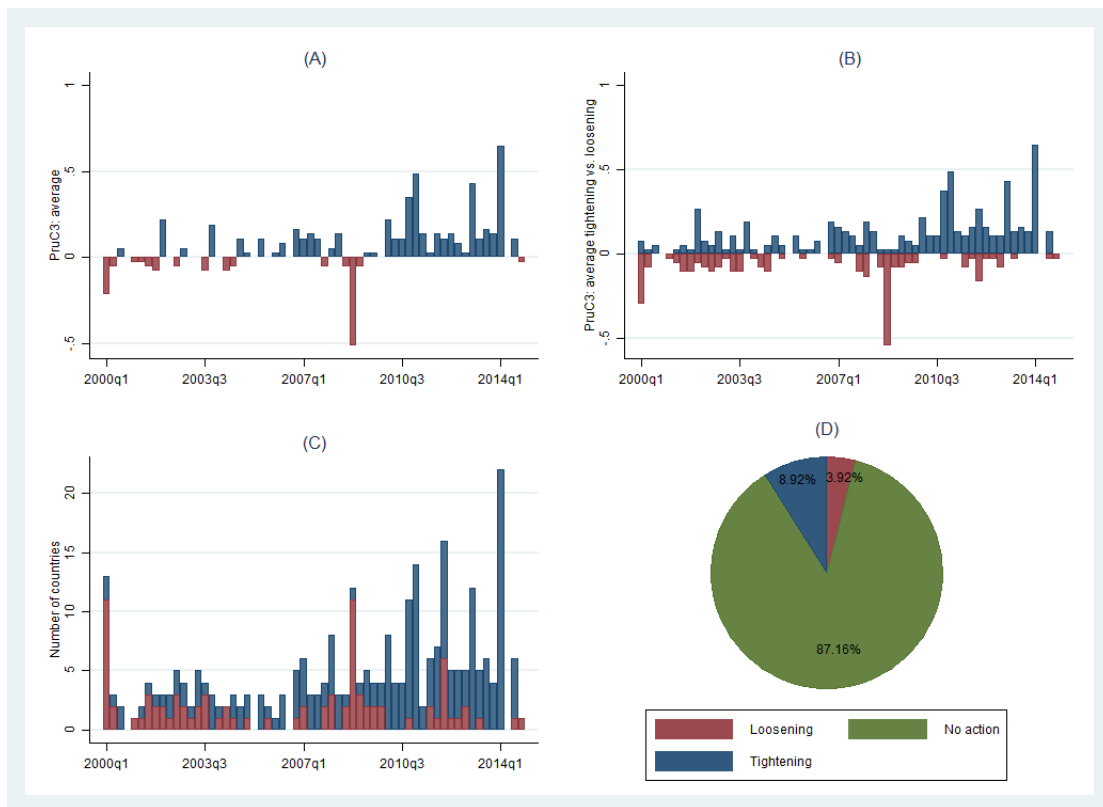 (A)
PruC3: average
1
.5
0
-.5
2000q1 2003q3 2007q1 2010q3 2014q1
(B)
PruC3: average tightening vs. loosening
1
.5
0
-.5
2000q1 2003q3 2007q1 2010q3 2014q1
(C)
Number of countries
20
15
10
5
0
2000q1 2003q3 2007q1 2010q3 2014q1
(D)
8.92% 3.92%
87.16%
Loosening No action
Tightening